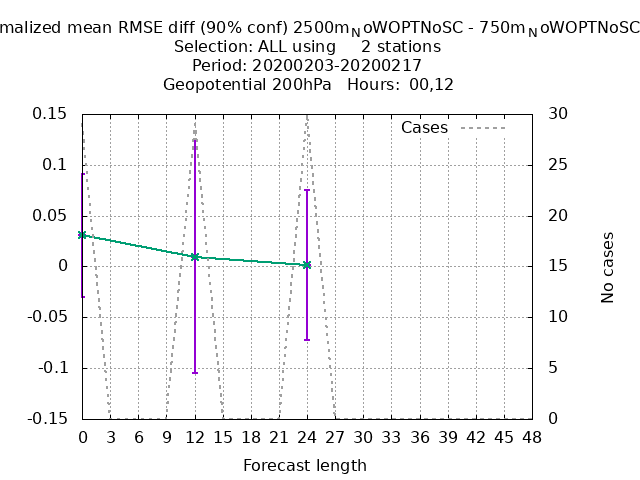 malized mean RMSE diff (90% conf) 2500mNoWOPTNoSC - 750mNoWOPTNoSC
Selection: ALL using 2 stations
Period: 20200203-20200217
Geopotential 200hPa Hours: 00,12
Cases
0.15
0.1
0.05
0
-0.05
-0.1
-0.15
30
25
20
15
10
5
0
No cases
0 3 6 9 12 15 18 21 24 27 30 33 36 39 42 45 48
Forecast length